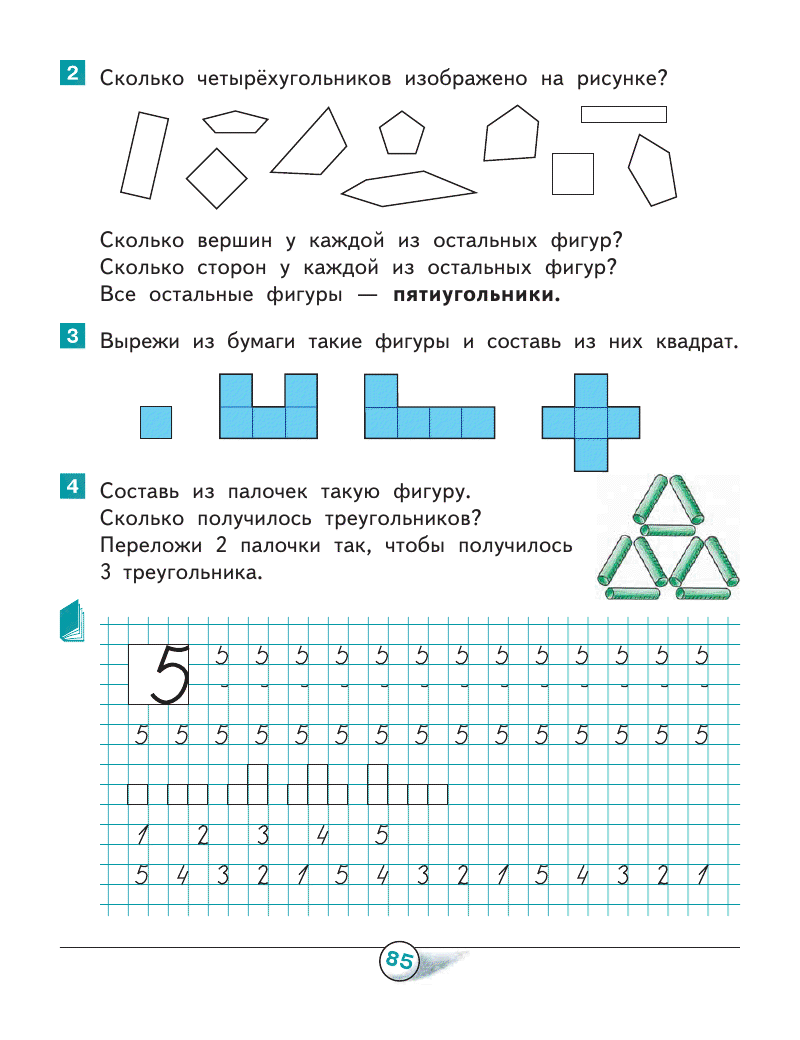 2 Сколько четырёхугольников изображено на рисунке?
Сколько вершин у каждой из остальных фигур?
Сколько сторон у каждой из остальных фигур?
Все остальные фигуры — пятиугольники.
3 Вырежи из бумаги такие фигуры и составь из них квадрат.
4 Составь из палочек такую фигуру.
Сколько получилось треугольников?
Переложи 2 палочки так, чтобы получилось
3 треугольника.
5 5 5 5 5 5 5 5 5 5 5 5 5 5
5 5 5 5 5 5 5 5 5 5 5 5 5 5 5
1 2 3 4 5
5 4 3 2 1 5 4 3 2 1 5 4 3 2 1
85